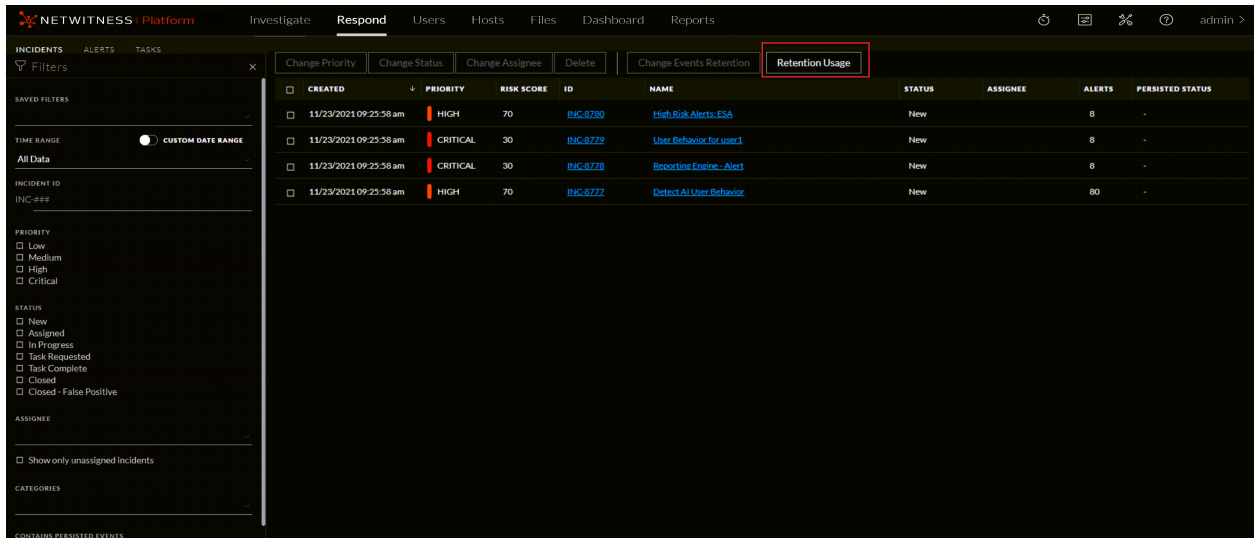 NETWITNESS Platform
Investigate Respond Users Hosts Files Dashboard Reports admin >
INCIDENTS ALERTS TASKS
Filters ×
SAVED FILTERS
TIME RANGE CUSTOM DATE RANGE
All Data
INCIDENT ID
INC-###
PRIORITY
Low
Medium
High
Critical
STATUS
New
Assigned
In Progress
Task Requested
Task Complete
Closed
Closed - False Positive
ASSIGNEE
Show only unassigned incidents
CATEGORIES
CONTAINS PERSISTED EVENTS
Change Priority Change Status Change Assignee Delete Change Events Retention Retention Usage
CREATED ↓ PRIORITY RISK SCORE ID NAME STATUS ASSIGNEE ALERTS PERSISTED STATUS
11/23/2021 09:25:58 am HIGH 70 INC-8780 High Risk Alerts: ESA New 8 -
11/23/2021 09:25:58 am CRITICAL 30 INC-8779 User Behavior for user1 New 8 -
11/23/2021 09:25:58 am CRITICAL 30 INC-8778 Reporting Engine - Alert New 8 -
11/23/2021 09:25:58 am HIGH 70 INC-8777 Detect AI User Behavior New 80 -